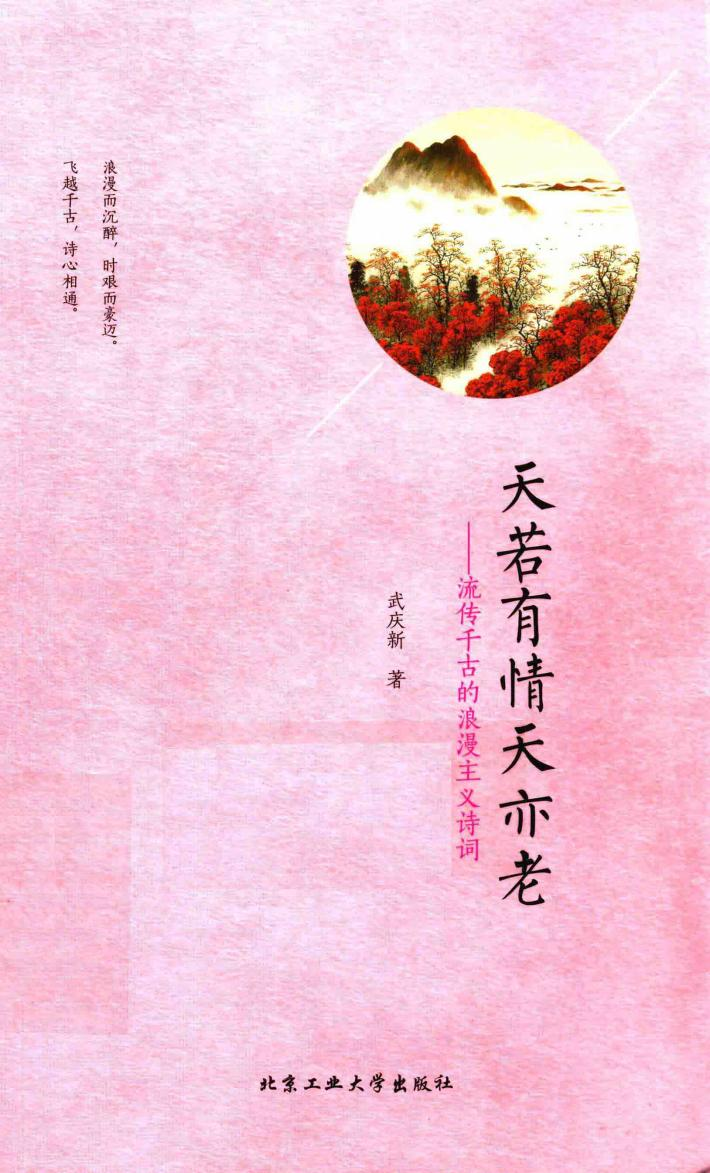 浪漫而沉醉，时艰而豪迈。
飞越千古，诗心相通。
天若有情天亦老
——流传千古的浪漫主义诗词
武庆新 著
北京工业大学出版社